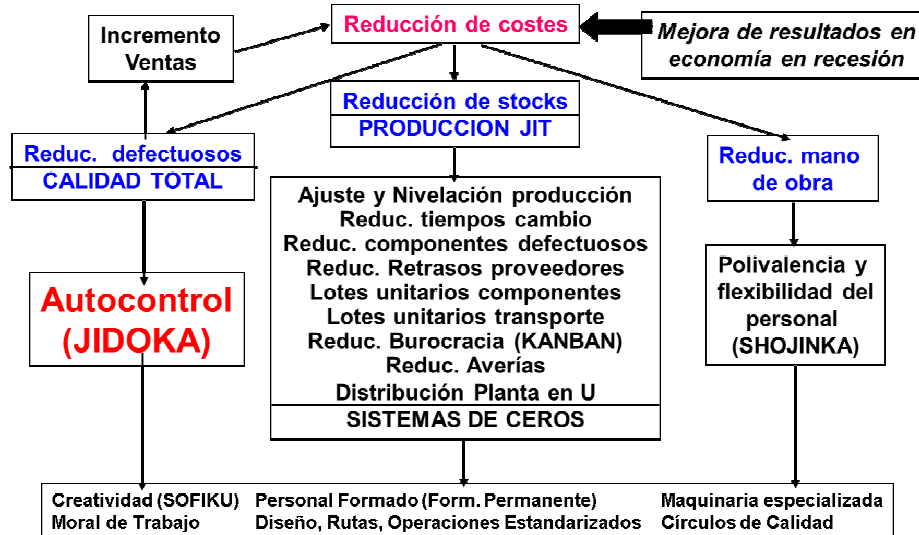 Reducción de costes
Incremento
Ventas
Mejora de resultados en
economía en recesión
Reducción de stocks
PRODUCCION JIT
Reduc. defectuosos
CALIDAD TOTAL
Reduc. mano
de obra
Ajuste y Nivelación producción
Reduc. tiempos cambio
Reduc. componentes defectuosos
Reduc. Retrasos proveedores
Lotes unitarios componentes
Lotes unitarios transporte
Reduc. Burocracia (KANBAN)
Reduc. Averías
Distribución Planta en U
SISTEMAS DE CEROS
Autocontrol
(JIDOKA)
Polivalencia y
flexibilidad del
personal
(SHOJINKA)
Creatividad (SOFIKU)
Moral de Trabajo
Personal Formado (Form. Permanente)
Diseño, Rutas, Operaciones Estandarizados
Maquinaria especializada
Círculos de Calidad